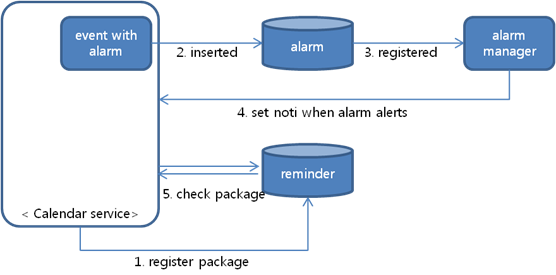 event with
alarm
2. inserted
alarm
3. registered
alarm
manager
4. set noti when alarm alerts
reminder
5. check package
< Calendar service>
1. register package